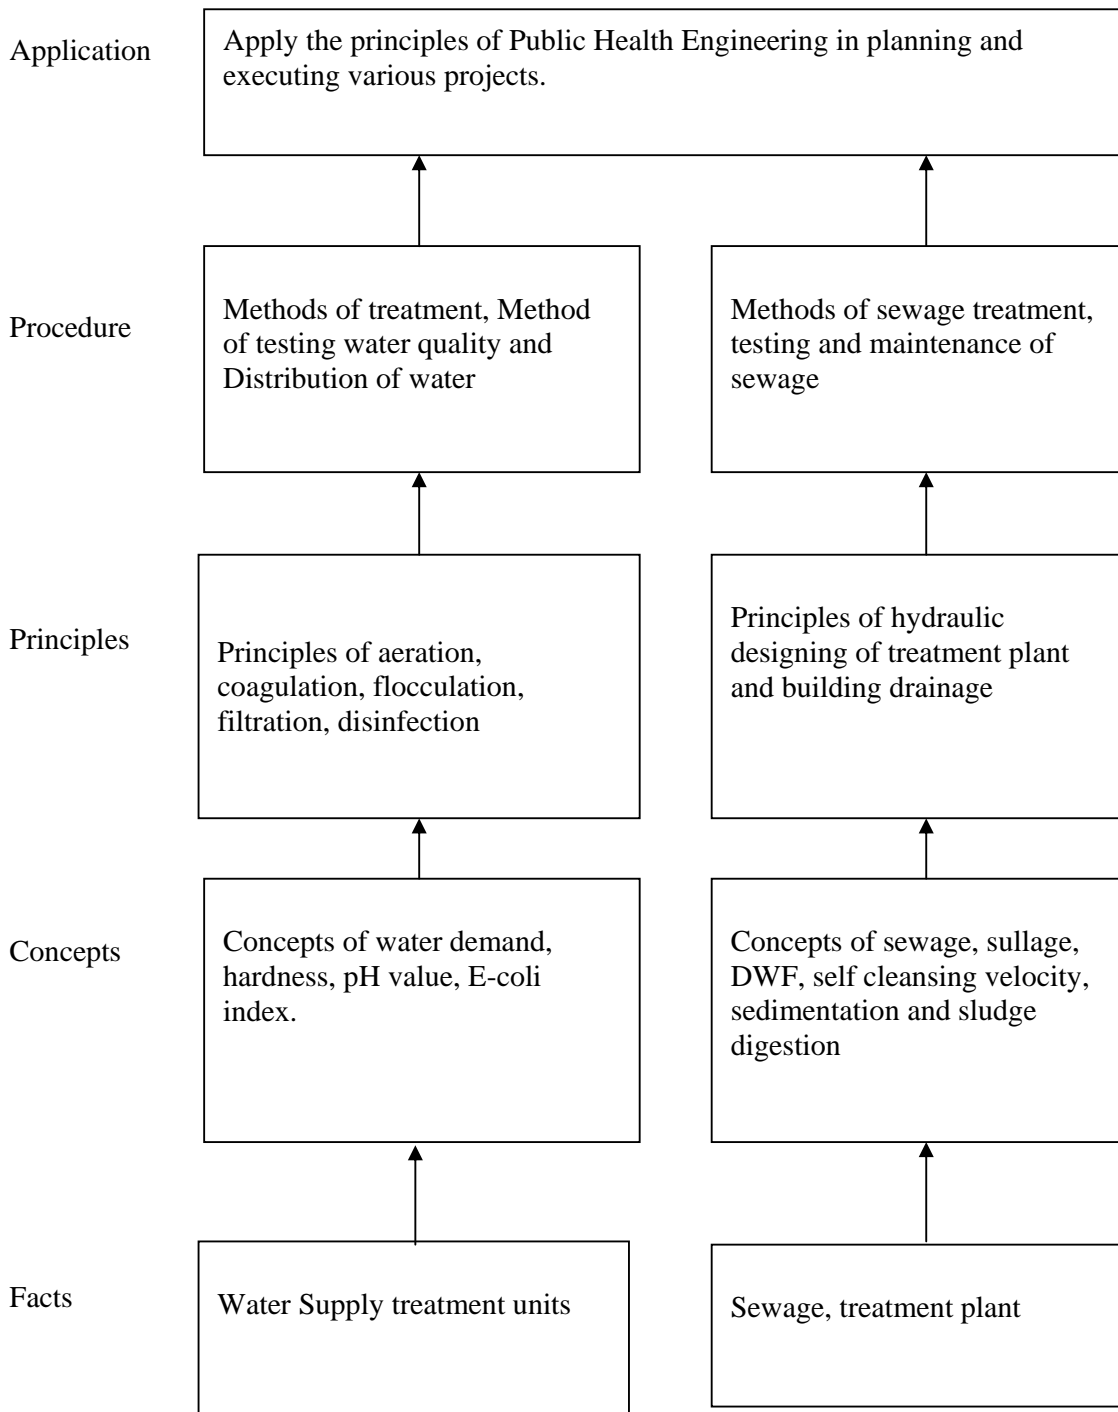 Application
Apply the principles of Public Health Engineering in planning and
executing various projects.
Procedure
Methods of treatment, Method
of testing water quality and
Distribution of water
Methods of sewage treatment,
testing and maintenance of
sewage
Principles
Principles of aeration,
coagulation, flocculation,
filtration, disinfection
Principles of hydraulic
designing of treatment plant
and building drainage
Concepts
Concepts of water demand,
hardness, pH value, E-coli
index.
Concepts of sewage, sullage,
DWF, self cleansing velocity,
sedimentation and sludge
digestion
Facts
Water Supply treatment units
Sewage, treatment plant